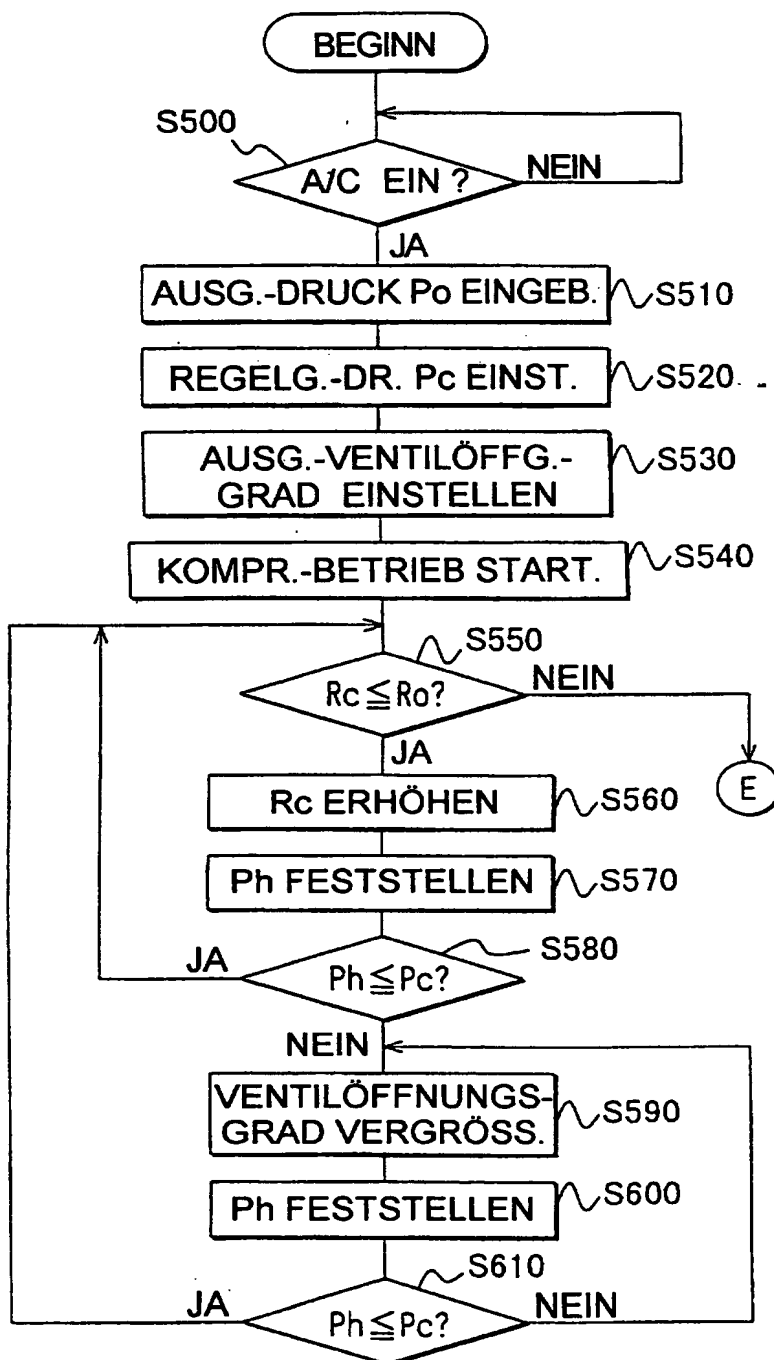 BEGINN
S500
A/C EIN ?
NEIN
JA
AUSG.-DRUCK Po EINGEB.
S510
REGELG.-DR. Pc EINST.
S520
AUSG.-VENTILÖFFG.-
GRAD EINSTELLEN
S530
KOMPR.-BETRIEB START.
S540
S550
Rc≦Ro?
NEIN
JA
E
Rc ERHÖHEN
S560
Ph FESTSTELLEN
S570
S580
JA
Ph≦Pc?
NEIN
VENTILÖFFNUNGS-
GRAD VERGRÖSS.
S590
Ph FESTSTELLEN
S600
S610
JA
Ph≦Pc?
NEIN